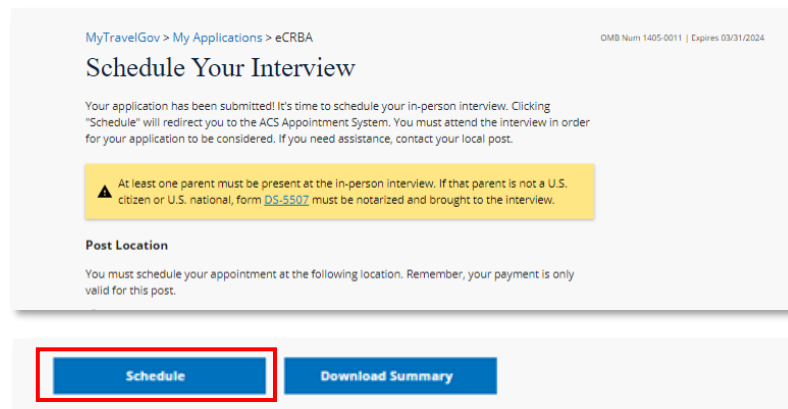 MyTravelGov > My Applications > eCRBA
OMB Num 1405-0011 | Expires 03/31/2024
Schedule Your Interview
Your application has been submitted! It's time to schedule your in-person interview. Clicking
"Schedule" will redirect you to the ACS Appointment System. You must attend the interview in order
for your application to be considered. If you need assistance, contact your local post.
At least one parent must be present at the in-person interview. If that parent is not a U.S.
citizen or U.S. national, form DS-5507 must be notarized and brought to the interview.
Post Location
You must schedule your appointment at the following location. Remember, your payment is only
valid for this post.
Schedule
Download Summary